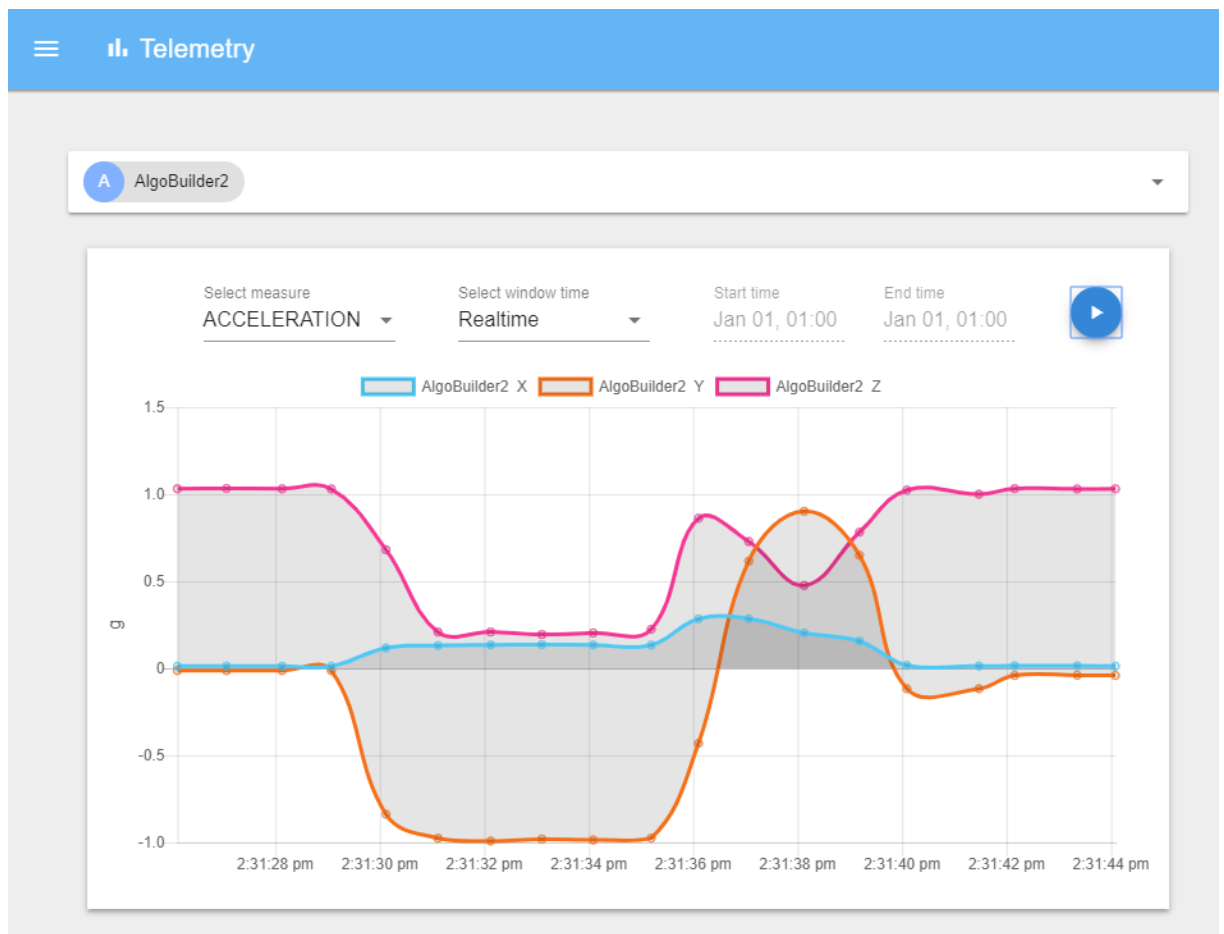 Telemetry
A AlgoBuilder2
Select measure Select window time Start time End time
ACCELERATION Realtime Jan 01, 01:00 Jan 01, 01:00
AlgoBuilder2 X AlgoBuilder2 Y AlgoBuilder2 Z
1.5
1.0
0.5
g
0
-0.5
-1.0
2:31:28 pm 2:31:30 pm 2:31:32 pm 2:31:34 pm 2:31:36 pm 2:31:38 pm 2:31:40 pm 2:31:42 pm 2:31:44 pm